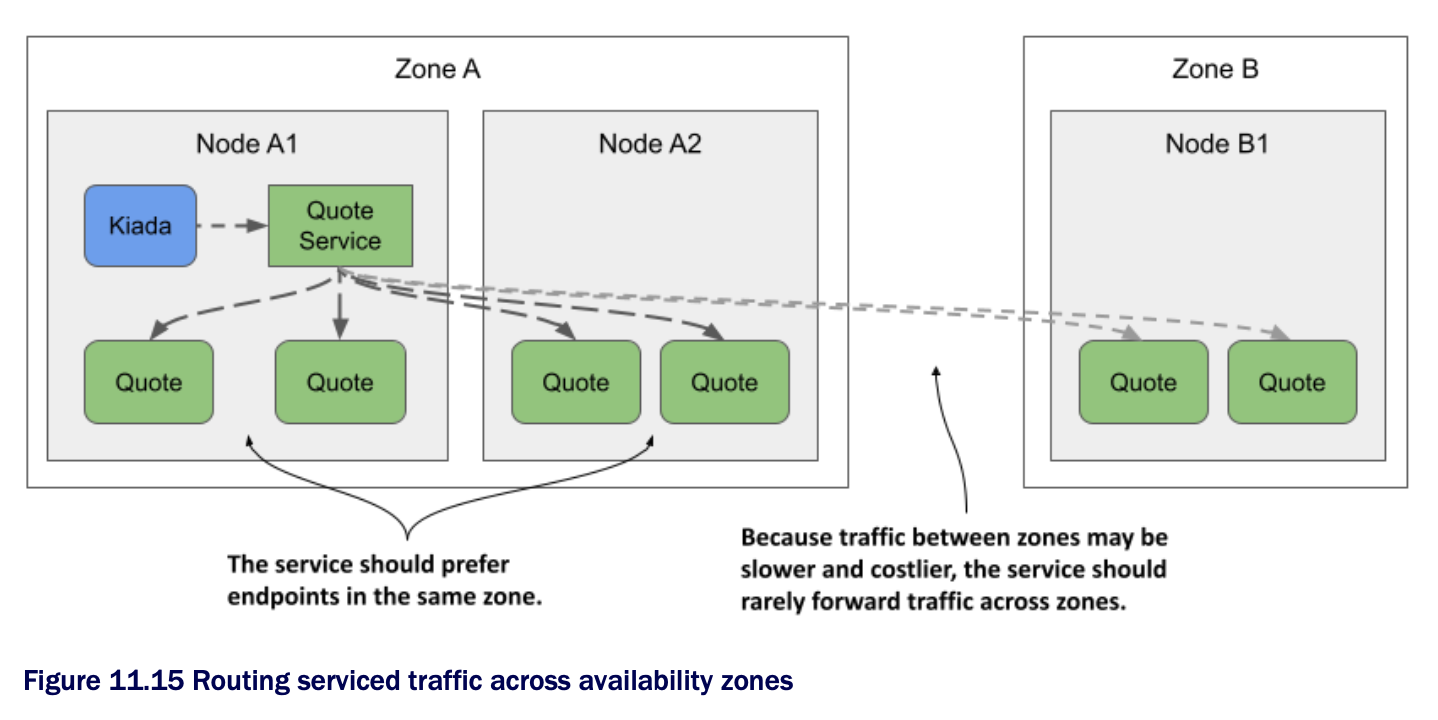 Zone A
Zone B
Node A1
Node A2
Node B1
Kiada
Quote
Service
Quote
Quote
Quote
Quote
Quote
Quote
The service should prefer
endpoints in the same zone.
Because traffic between zones may be
slower and costlier, the service should
rarely forward traffic across zones.
Figure 11.15 Routing serviced traffic across availability zones